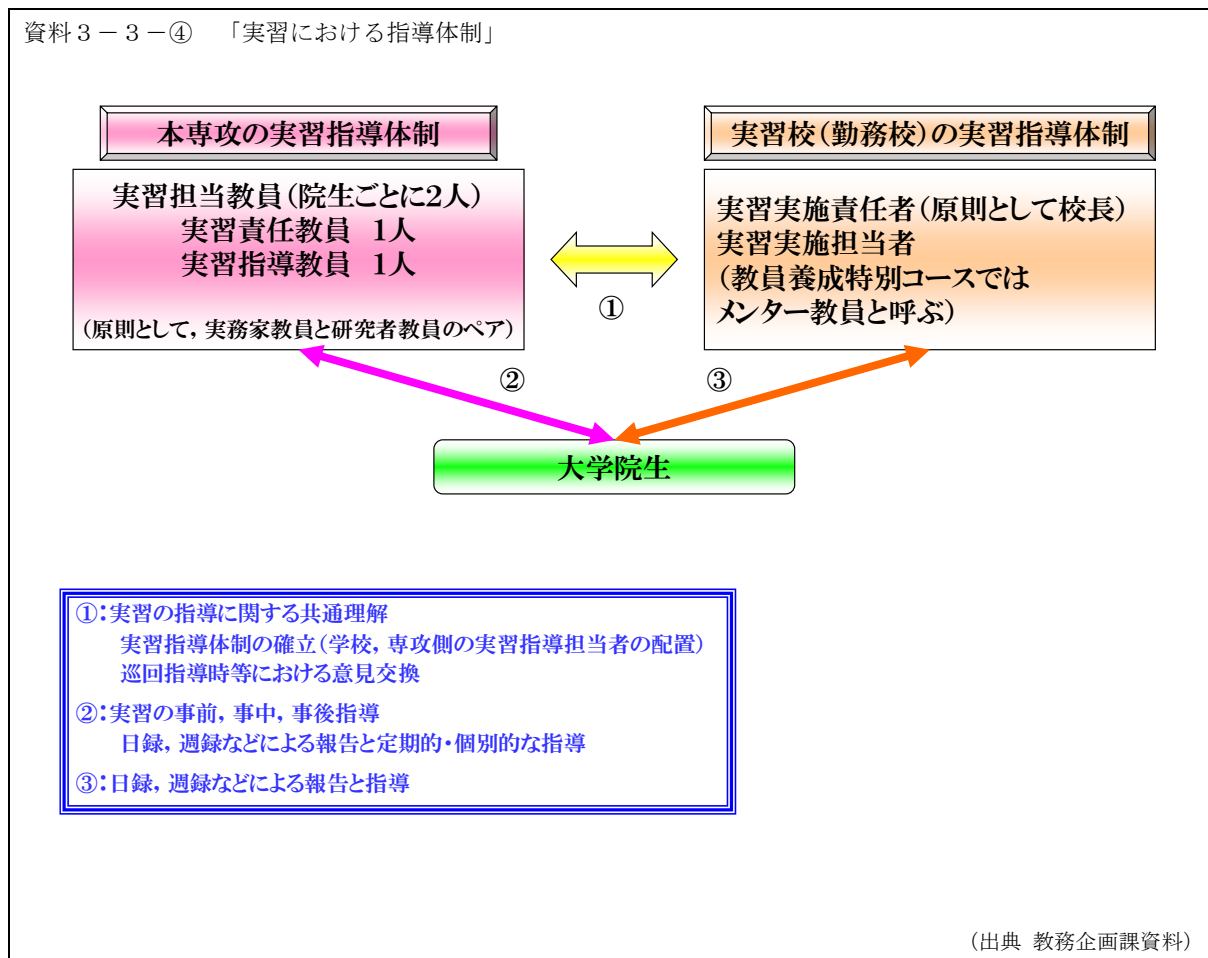 資料３－３－④　「実習における指導体制」
本専攻の実習指導体制
実習担当教員（院生ごとに２人）
実習責任教員　１人
実習指導教員　１人
（原則として，実務家教員と研究者教員のペア）
①
実習校（勤務校）の実習指導体制
実習実施責任者（原則として校長）
実習実施担当者
（教員養成特別コースでは
メンター教員と呼ぶ）
②
③
大学院生
①：実習の指導に関する共通理解
実習指導体制の確立（学校，専攻側の実習指導担当者の配置）
巡回指導時等における意見交換
②：実習の事前，事中，事後指導
日録，週録などによる報告と定期的・個別的な指導
③：日録，週録などによる報告と指導
（出典 教務企画課資料）